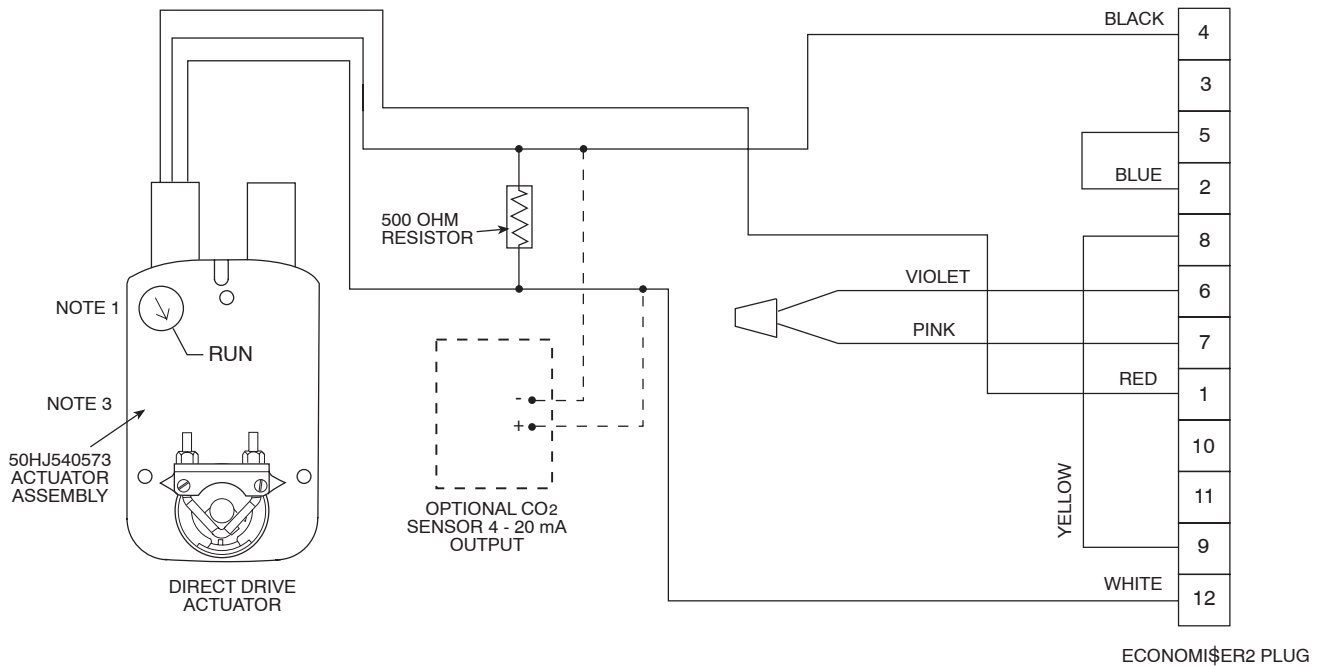 BLACK
4
3
5
BLUE
2
8
500 OHM
RESISTOR
VIOLET
6
NOTE 1
RUN
PINK
7
RED
1
NOTE 3
-
+
10
50HJ540573
ACTUATOR
ASSEMBLY
YELLOW
11
OPTIONAL CO2
SENSOR 4 - 20 mA
OUTPUT
9
DIRECT DRIVE
ACTUATOR
WHITE
12
ECONOMI$ER2 PLUG